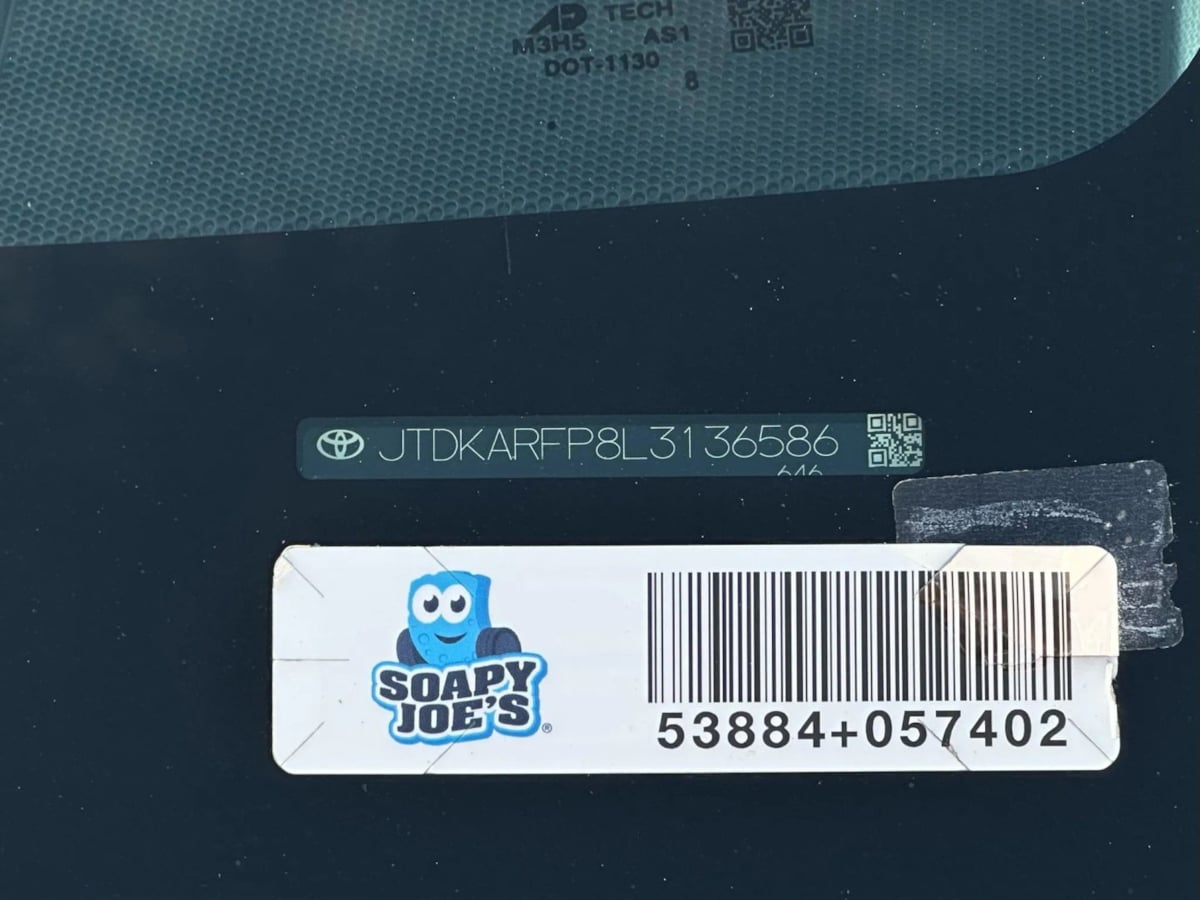 TECH
M3H5 AS1
DOT-1130
8
JTDKARFP8L3136586
646
SOAPY
JOE'S®
53884+057402